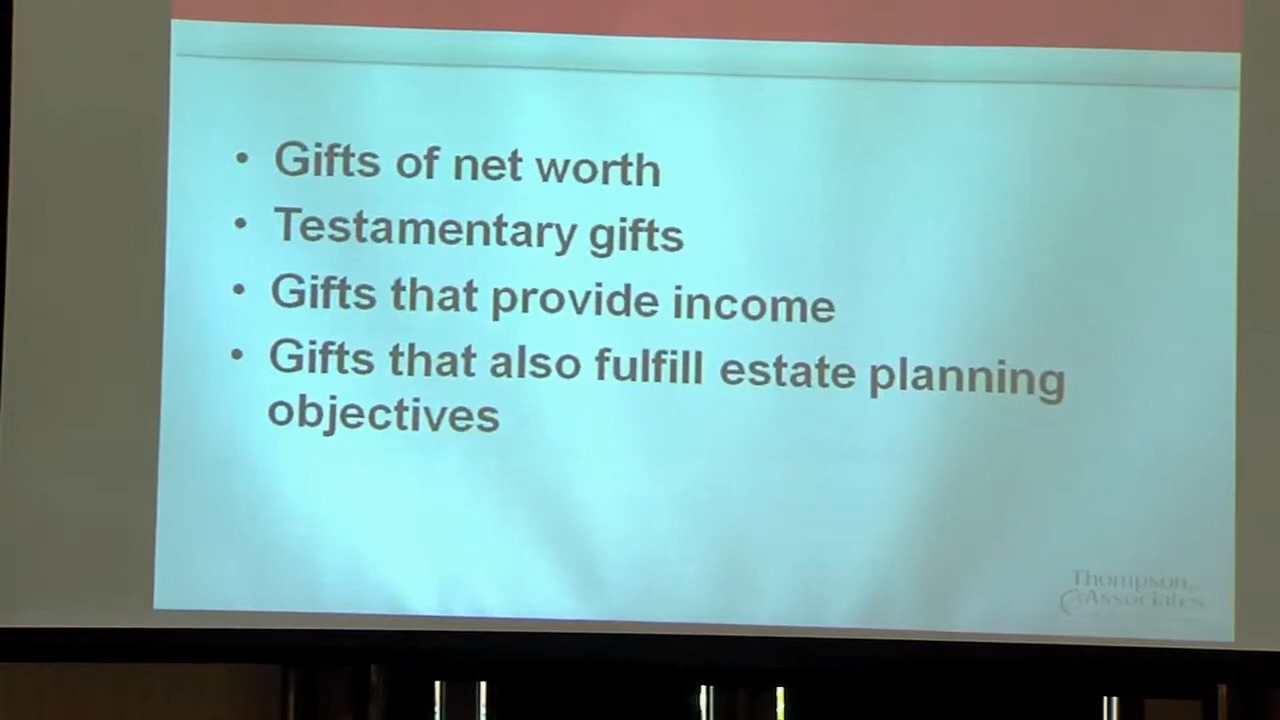 • Gifts of net worth
• Testamentary gifts
• Gifts that provide income
• Gifts that also fulfill estate planning
objectives
Thompson
& Associates